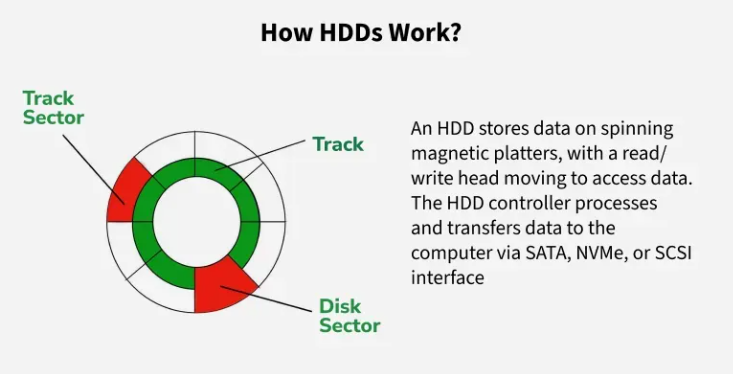 How HDDs Work?
Track
Sector
Track
An HDD stores data on spinning
magnetic platters, with a read/
write head moving to access data.
The HDD controller processes
and transfers data to the
computer via SATA, NVMe, or SCSI
interface
Disk
Sector